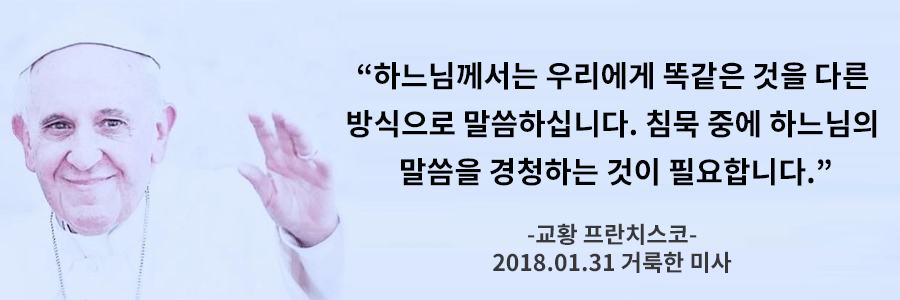 “하느님께서는 우리에게 똑같은 것을 다른
방식으로 말씀하십니다. 침묵 중에 하느님의
말씀을 경청하는 것이 필요합니다.”
-교황 프란치스코-
2018.01.31 거룩한 미사